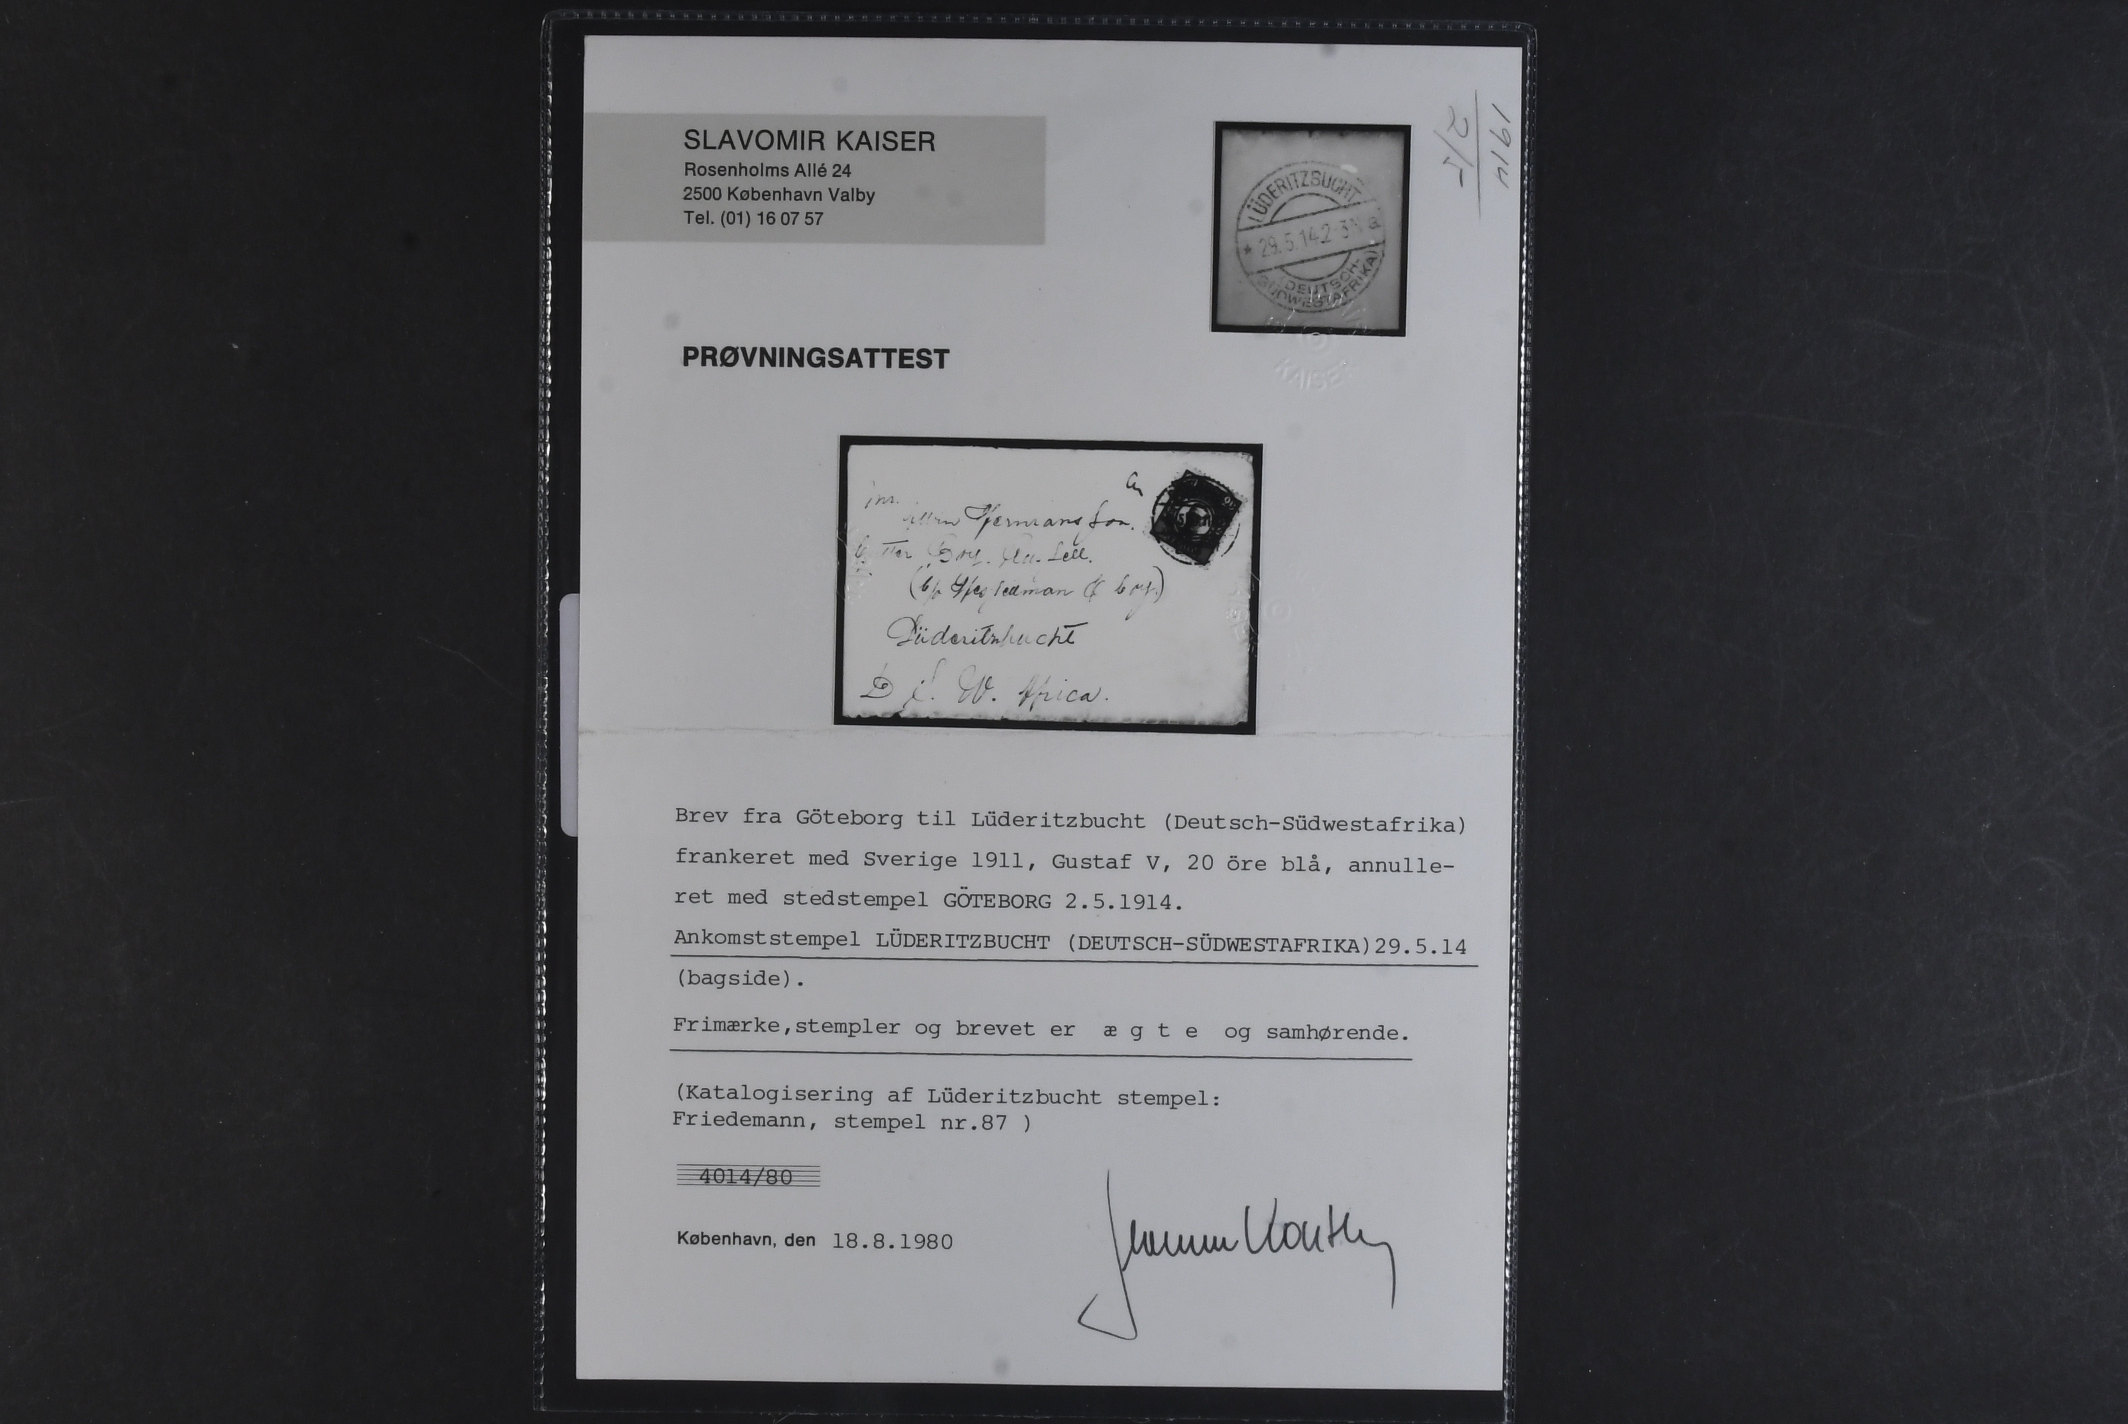 SLAVOMIR KAISER
Rosenholms Allé 24
2500 København Valby
Tel. (01) 16 07 57
1914
2/5
LÜDERITZBUCHT
* 29.5.14.2-3N a
(DEUTSCH-
SÜDWESTAFRIKA)
KAISER
PRØVNINGSATTEST
Hermansson.
Lüderitzbucht
D. S. W. Africa.
Brev fra Göteborg til Lüderitzbucht (Deutsch-Südwestafrika)
frankeret med Sverige 1911, Gustaf V, 20 öre blå, annulle-
ret med stedstempel GÖTEBORG 2.5.1914.
Ankomststempel LÜDERITZBUCHT (DEUTSCH-SÜDWESTAFRIKA)29.5.14
(bagside).
Frimærke,stempler og brevet er æ g t e og samhørende.
(Katalogisering af Lüderitzbucht stempel:
Friedemann, stempel nr.87 )
4014/80
København, den 18.8.1980